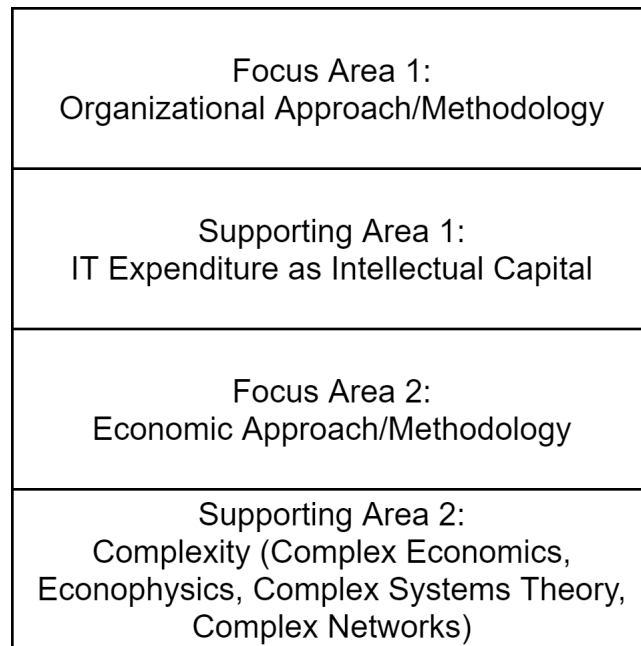 Focus Area 1:
Organizational Approach/Methodology
Supporting Area 1:
IT Expenditure as Intellectual Capital
Focus Area 2:
Economic Approach/Methodology
Supporting Area 2:
Complexity (Complex Economics,
Econophysics, Complex Systems Theory,
Complex Networks)